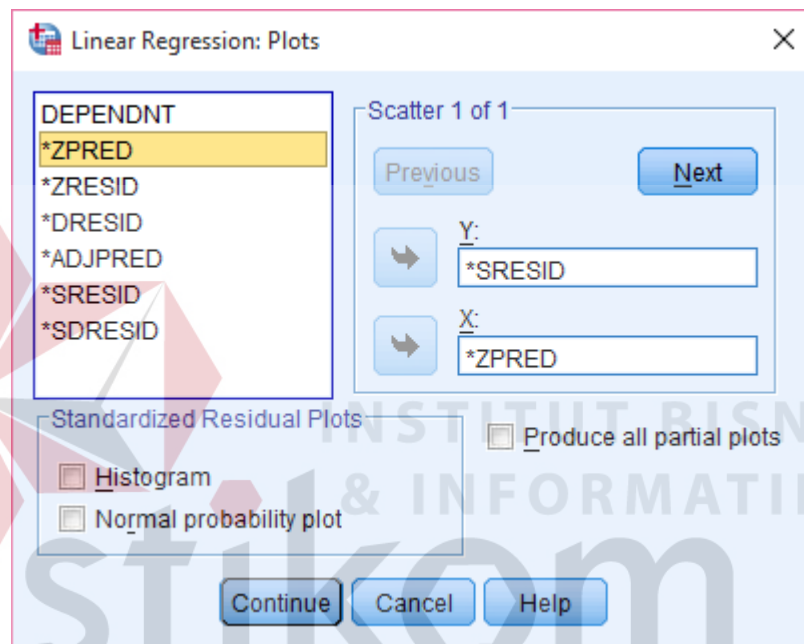 Linear Regression: Plots
DEPENDNT
*ZPRED
*ZRESID
*DRESID
*ADJPRED
*SRESID
*SDRESID
Scatter 1 of 1
Previous
Next
Y:
*SRESID
X:
*ZPRED
Standardized Residual Plots
Histogram
Normal probability plot
Produce all partial plots
Continue
Cancel
Help
INSTITUT BISN
& INFORMATI
stikom